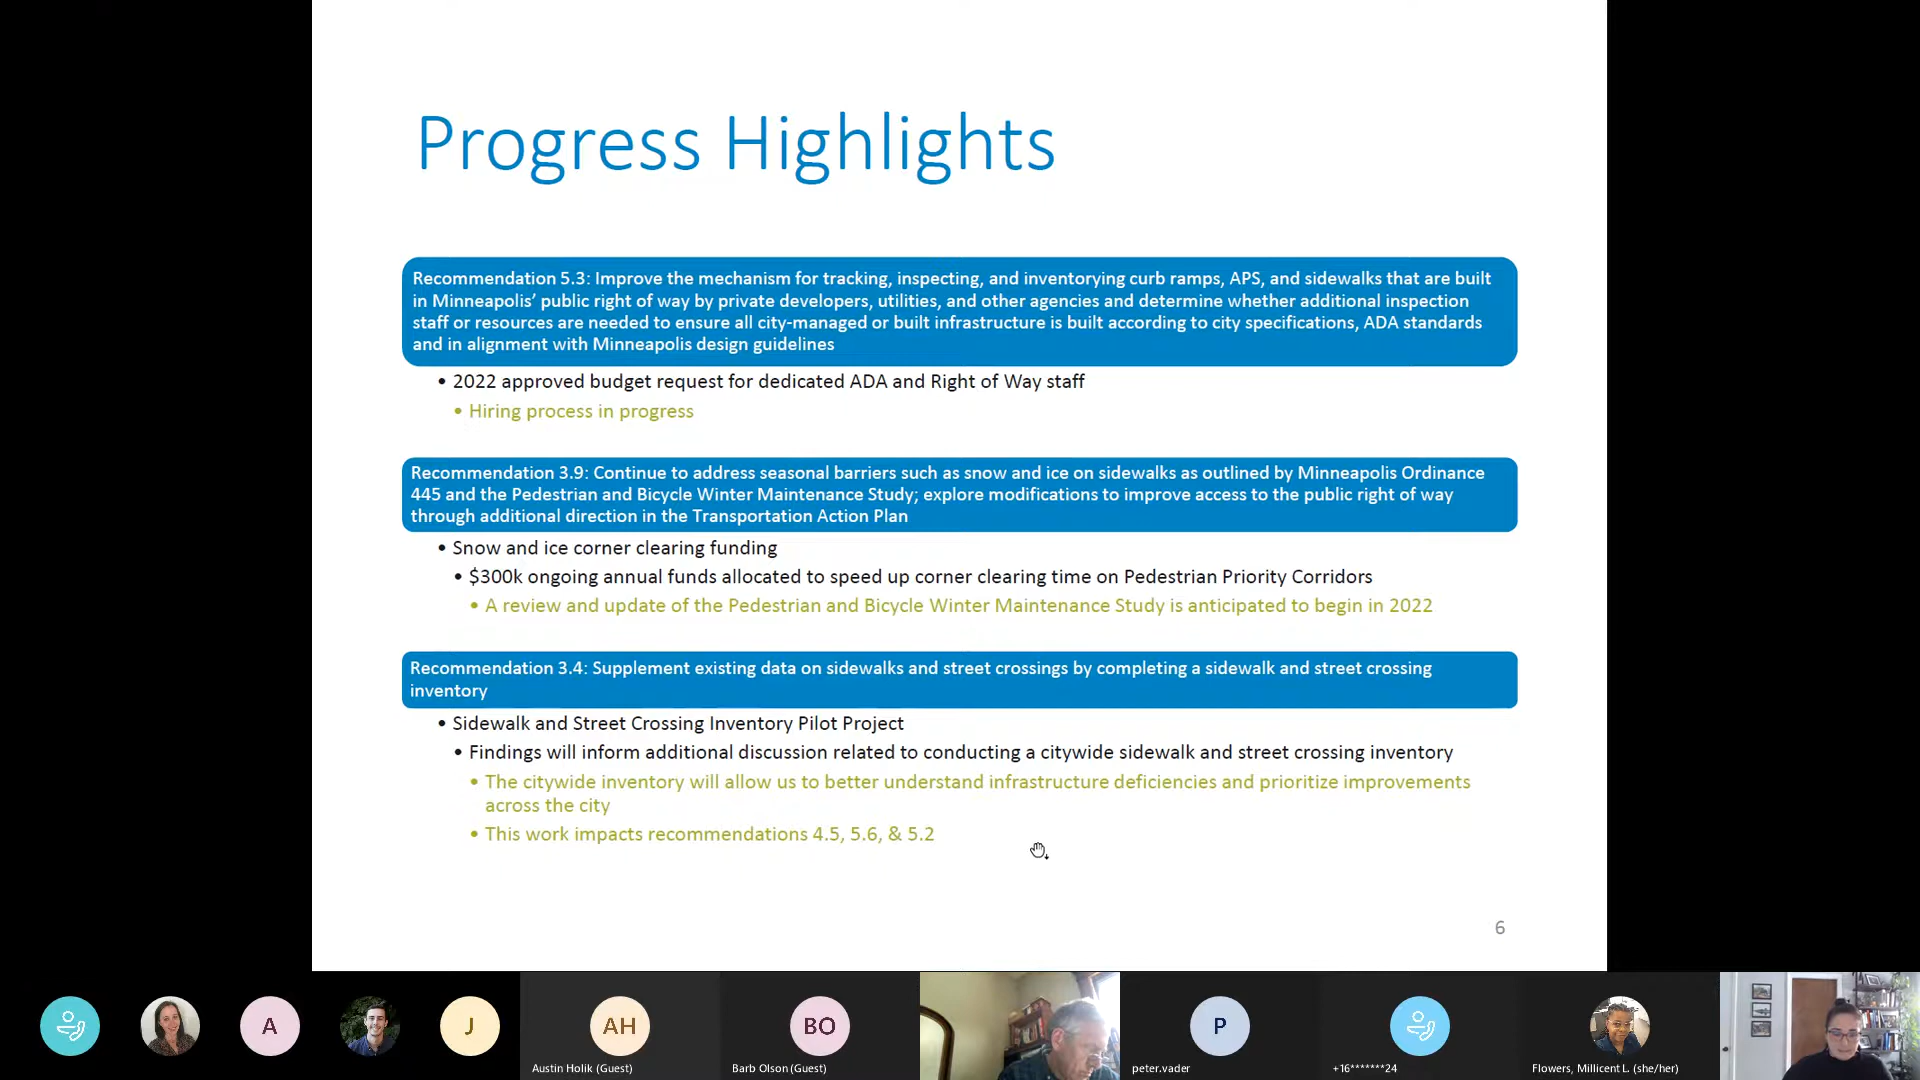 Progress Highlights
Recommendation 5.3: Improve the mechanism for tracking, inspecting, and inventorying curb ramps, APS, and sidewalks that are built
in Minneapolis’ public right of way by private developers, utilities, and other agencies and determine whether additional inspection
staff or resources are needed to ensure all city-managed or built infrastructure is built according to city specifications, ADA standards
and in alignment with Minneapolis design guidelines
• 2022 approved budget request for dedicated ADA and Right of Way staff
• Hiring process in progress
Recommendation 3.9: Continue to address seasonal barriers such as snow and ice on sidewalks as outlined by Minneapolis Ordinance
445 and the Pedestrian and Bicycle Winter Maintenance Study; explore modifications to improve access to the public right of way
through additional direction in the Transportation Action Plan
• Snow and ice corner clearing funding
• $300k ongoing annual funds allocated to speed up corner clearing time on Pedestrian Priority Corridors
• A review and update of the Pedestrian and Bicycle Winter Maintenance Study is anticipated to begin in 2022
Recommendation 3.4: Supplement existing data on sidewalks and street crossings by completing a sidewalk and street crossing
inventory
• Sidewalk and Street Crossing Inventory Pilot Project
• Findings will inform additional discussion related to conducting a citywide sidewalk and street crossing inventory
• The citywide inventory will allow us to better understand infrastructure deficiencies and prioritize improvements
across the city
• This work impacts recommendations 4.5, 5.6, & 5.2
6
A
J
AH
BO
P
Austin Holik (Guest)
Barb Olson (Guest)
peter.vader
+16*******24
Flowers, Millicent L. (she/her)